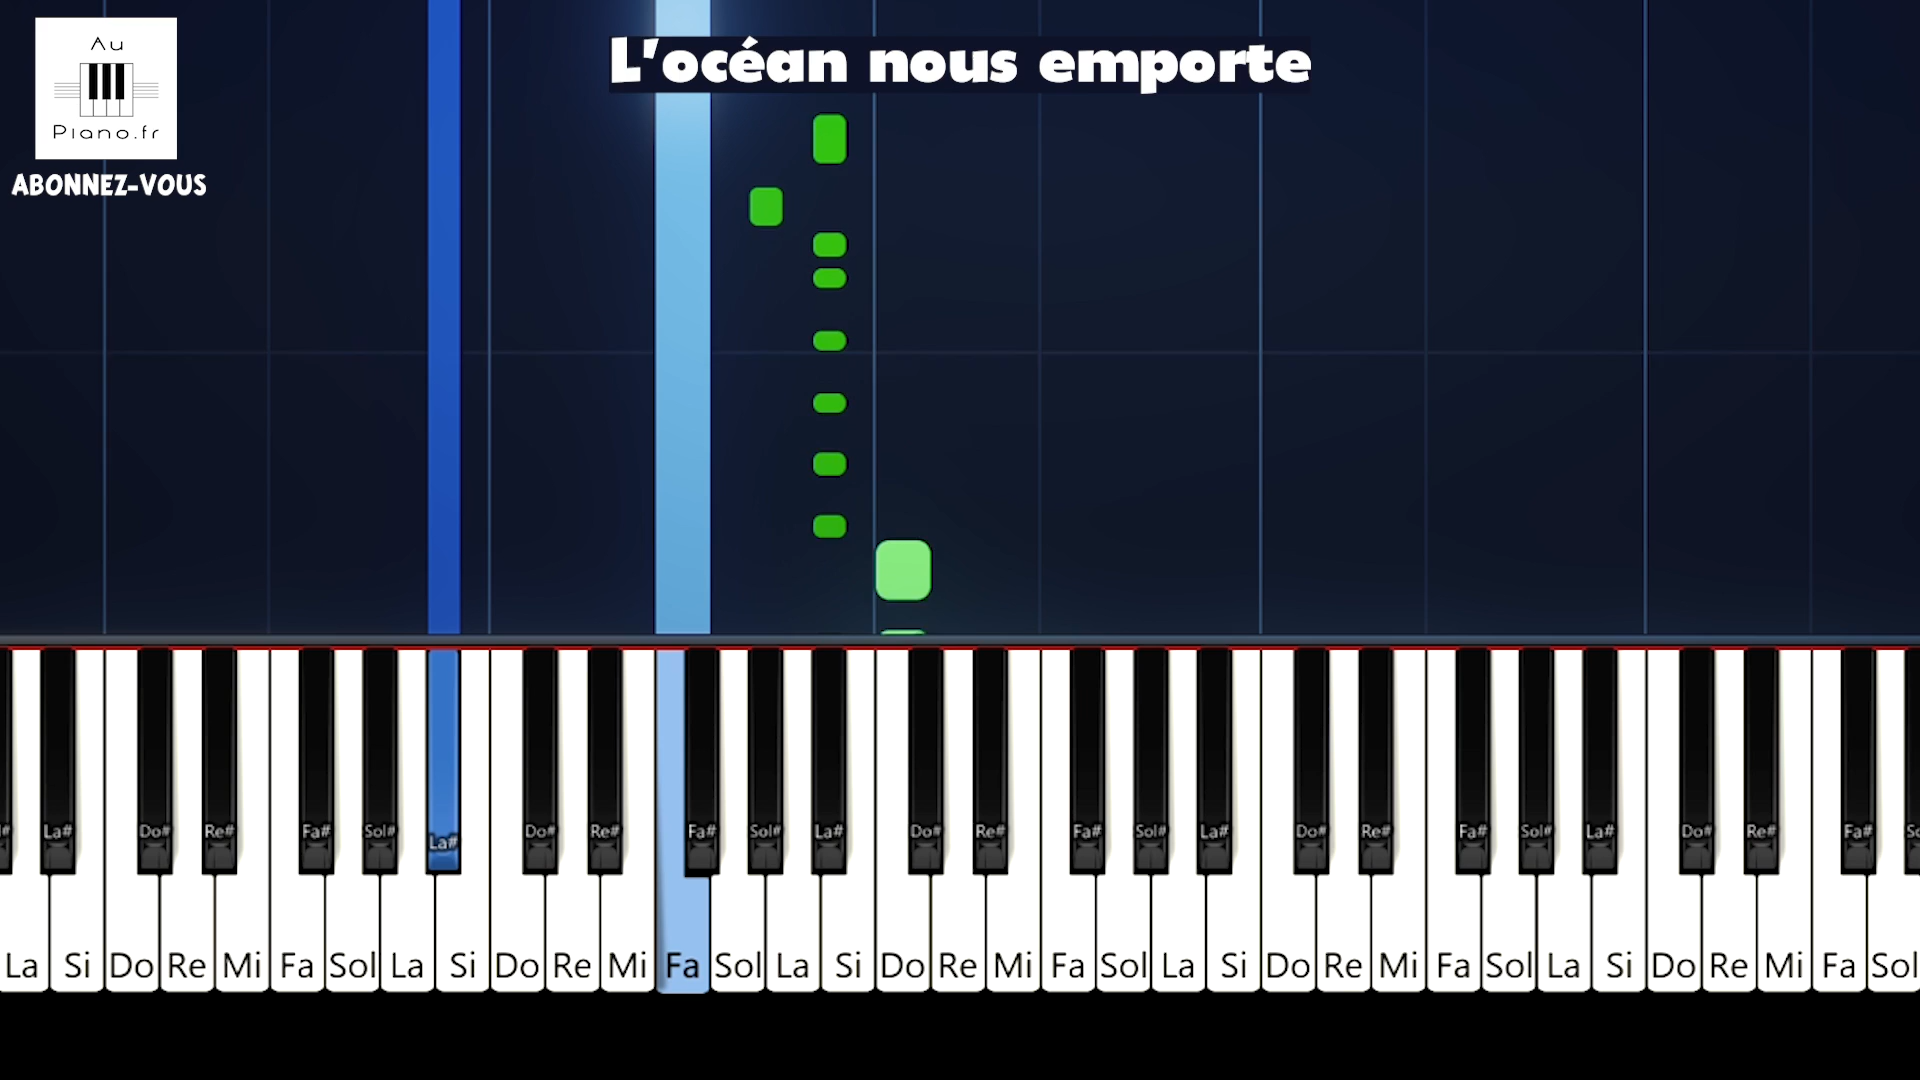 Au
Piano.fr
ABONNEZ-VOUS
L'océan nous emporte
La# Do# Re# Fa# Sol# La# Do# Re# Fa# Sol# La# Do# Re# Fa# Sol# La# Do# Re# Fa# Sol# La# Do# Re# Fa#
La Si Do Re Mi Fa Sol La Si Do Re Mi Fa Sol La Si Do Re Mi Fa Sol La Si Do Re Mi Fa Sol La Si Do Re Mi Fa Sol